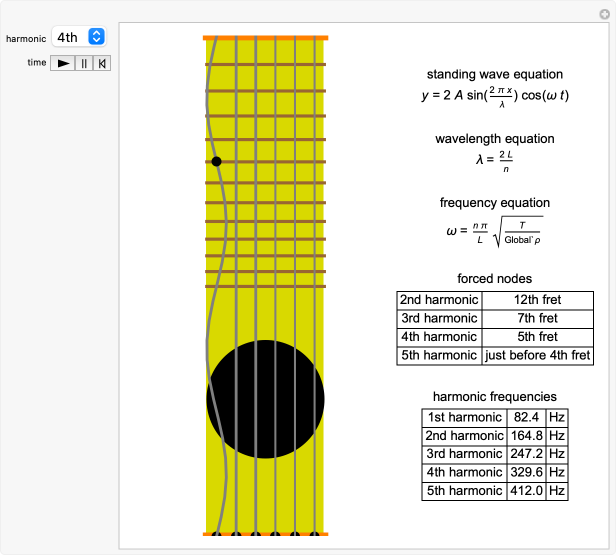 harmonic 4th
time
standing wave equation
y = 2 A sin(2 π x / λ) cos(ω t)
wavelength equation
λ = 2 L / n
frequency equation
ω = n π / L √(T / Global`ρ)
forced nodes
2nd harmonic 12th fret
3rd harmonic 7th fret
4th harmonic 5th fret
5th harmonic just before 4th fret
harmonic frequencies
1st harmonic 82.4 Hz
2nd harmonic 164.8 Hz
3rd harmonic 247.2 Hz
4th harmonic 329.6 Hz
5th harmonic 412.0 Hz